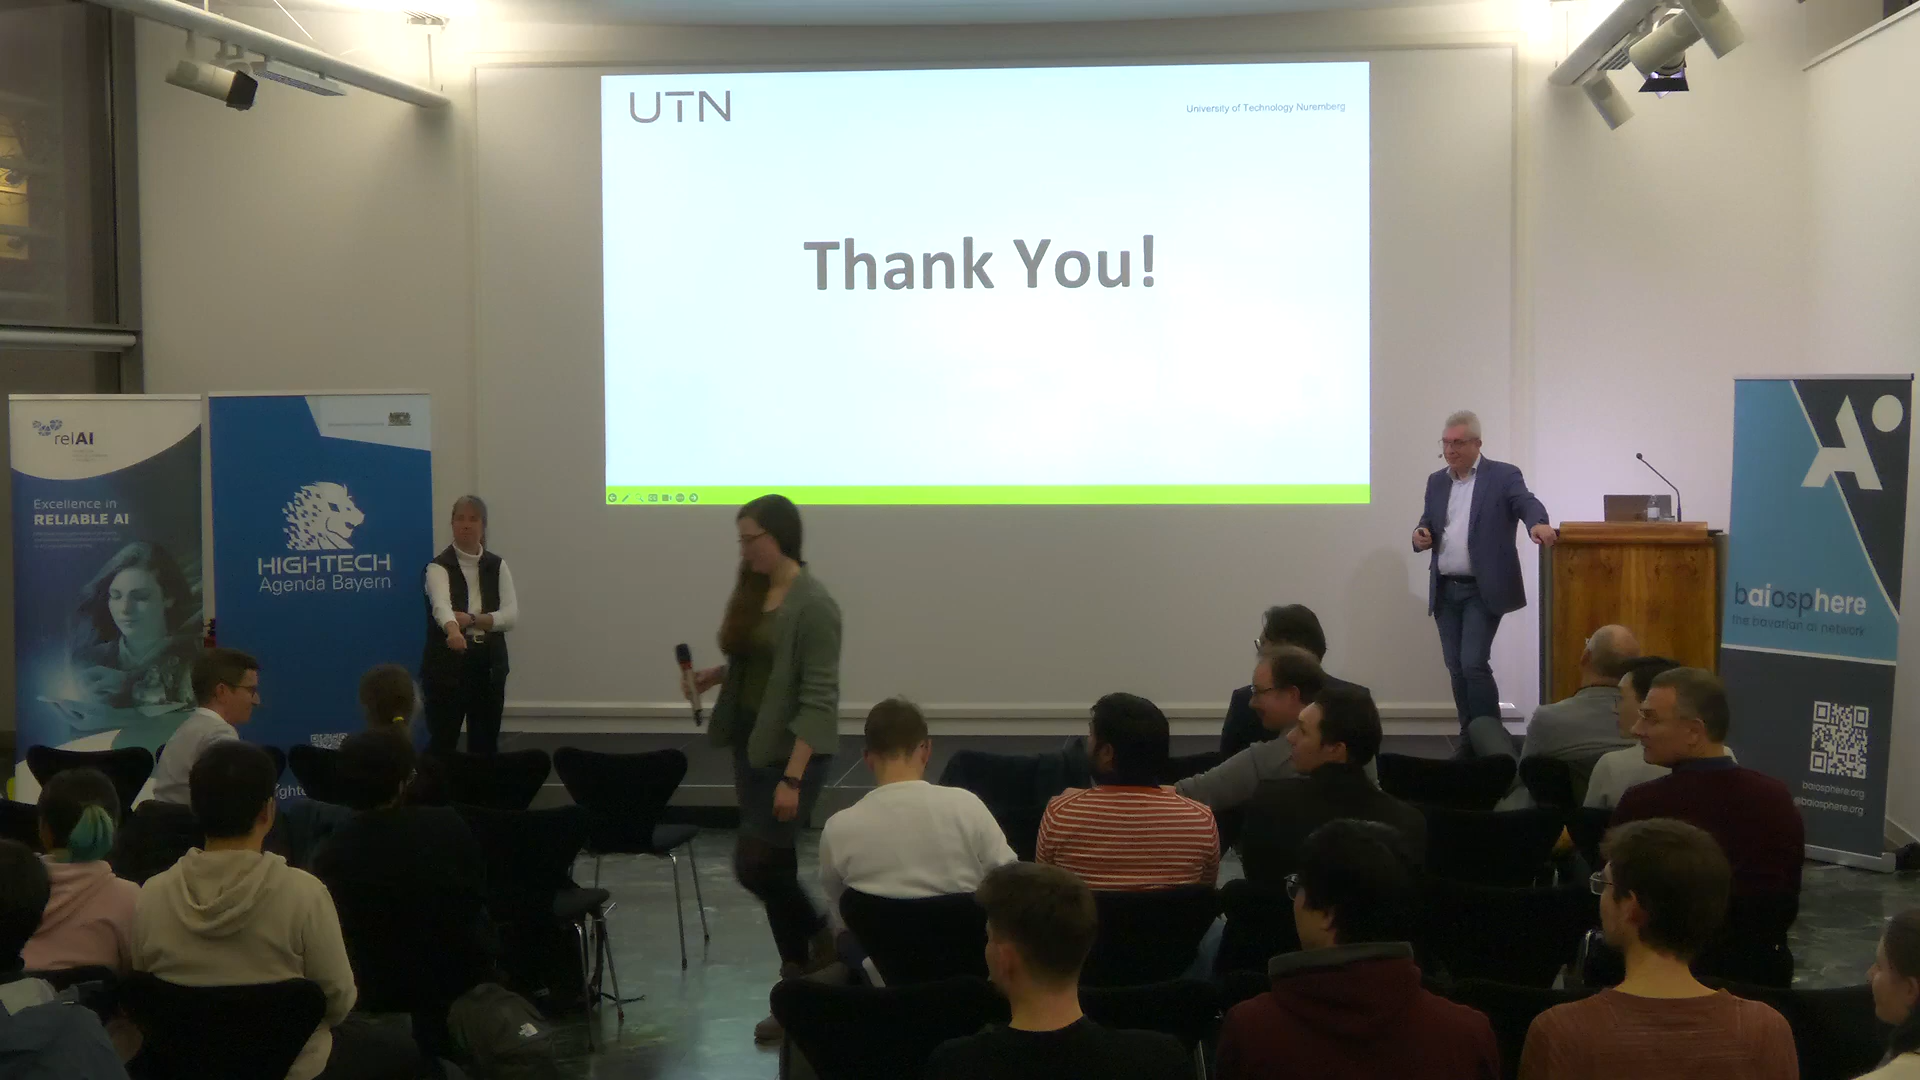 UTN
University of Technology Nuremberg
Thank You!
relAI
Excellence in
RELIABLE AI
HIGHTECH
Agenda Bayern
baiosphere
the bavarian ai network
baiosphere.org
@baiosphere.org